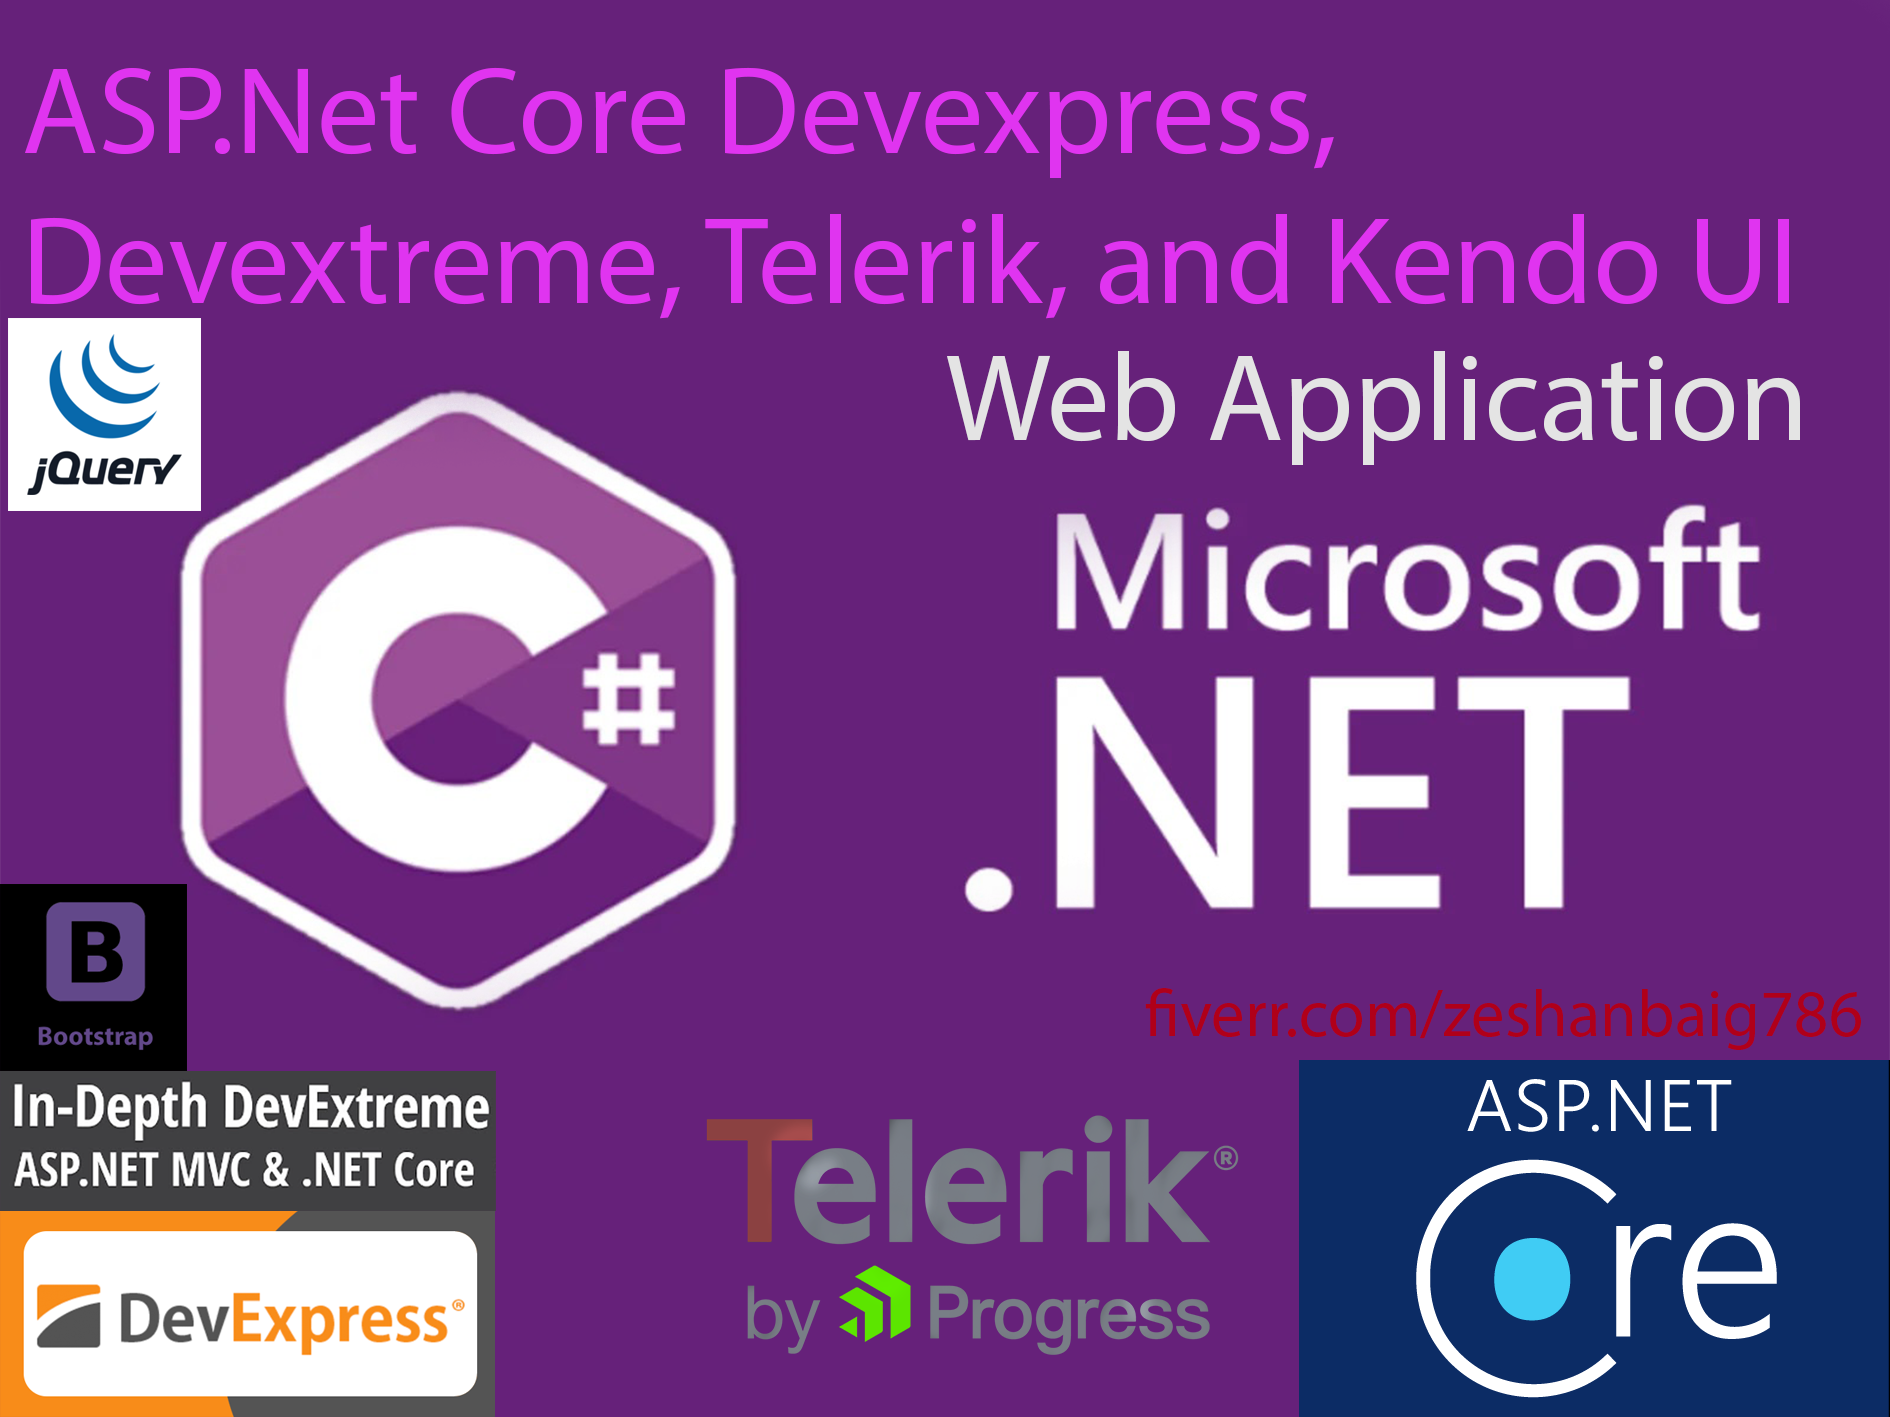 ASP.Net Core Devexpress,
Devextreme, Telerik, and Kendo UI
Web Application
jQuery
C#
Microsoft
.NET
B
Bootstrap
fiverr.com/zeshanbaig786
In-Depth DevExtreme
ASP.NET MVC & .NET Core
DevExpress®
Telerik®
by Progress
ASP.NET
Core